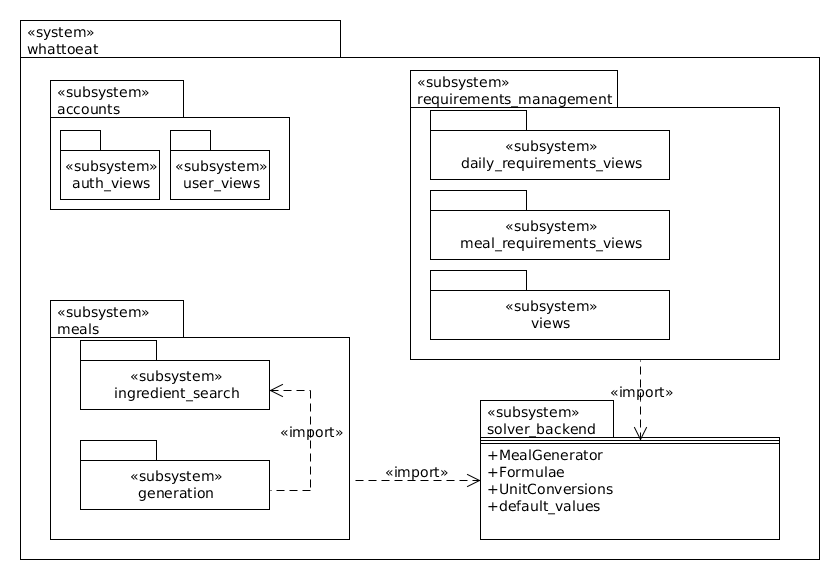 «system»
whattoeat
«subsystem»
accounts
«subsystem»
auth_views
«subsystem»
user_views
«subsystem»
requirements_management
«subsystem»
daily_requirements_views
«subsystem»
meal_requirements_views
«subsystem»
views
«subsystem»
meals
«subsystem»
ingredient_search
«import»
«subsystem»
generation
«import»
«import»
«subsystem»
solver_backend
+MealGenerator
+Formulae
+UnitConversions
+default_values